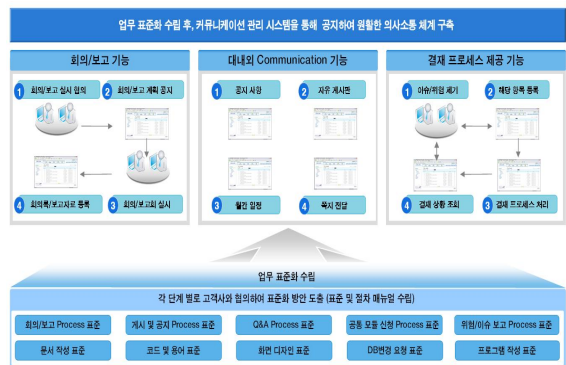 업무 표준화 수립 후, 커뮤니케이션 관리 시스템을 통해 공지하여 원활한 의사소통 체계 구축
회의/보고 기능
1 회의/보고 실시 협의
2 회의/보고 계획 공지
4 회의록/보고자료 등록
3 회의/보고회 실시
대내외 Communication 기능
1 공지 사항
2 자유 게시판
3 월간 일정
4 쪽지 전달
결재 프로세스 제공 기능
1 이슈/위험 제기
2 해당 항목 등록
4 결재 상황 조회
3 결재 프로세스 처리
업무 표준화 수립
각 단계 별로 고객사와 협의하여 표준화 방안 도출 (표준 및 절차 매뉴얼 수립)
회의/보고 Process 표준
게시 및 공지 Process 표준
Q&A Process 표준
공통 모듈 신청 Process 표준
위험/이슈 보고 Process 표준
문서 작성 표준
코드 및 용어 표준
화면 디자인 표준
DB변경 요청 표준
프로그램 작성 표준